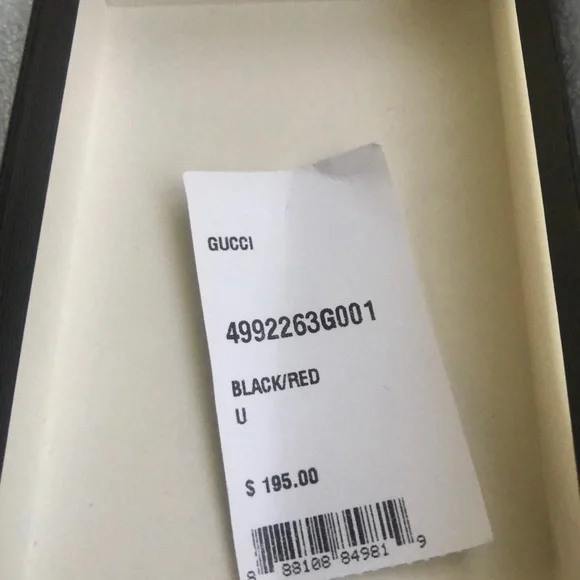 GUCCI
4992263G001
BLACK/RED
U
$ 195.00
8 88108 84981 9